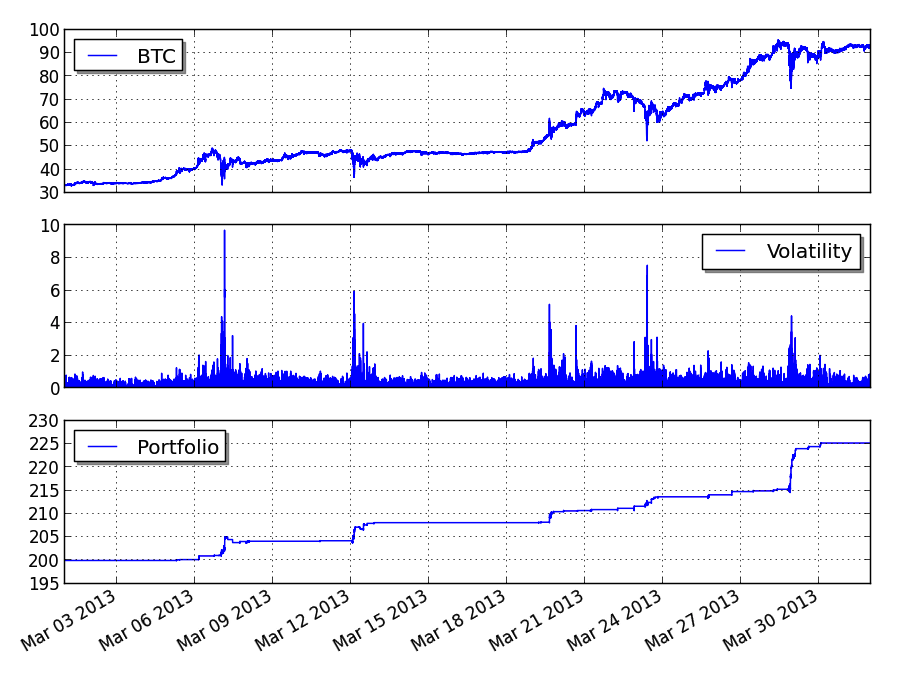 100
90
80
70
60
50
40
30
BTC
10
8
6
4
2
0
Volatility
230
225
220
215
210
205
200
195
Portfolio
Mar 03 2013
Mar 06 2013
Mar 09 2013
Mar 12 2013
Mar 15 2013
Mar 18 2013
Mar 21 2013
Mar 24 2013
Mar 27 2013
Mar 30 2013